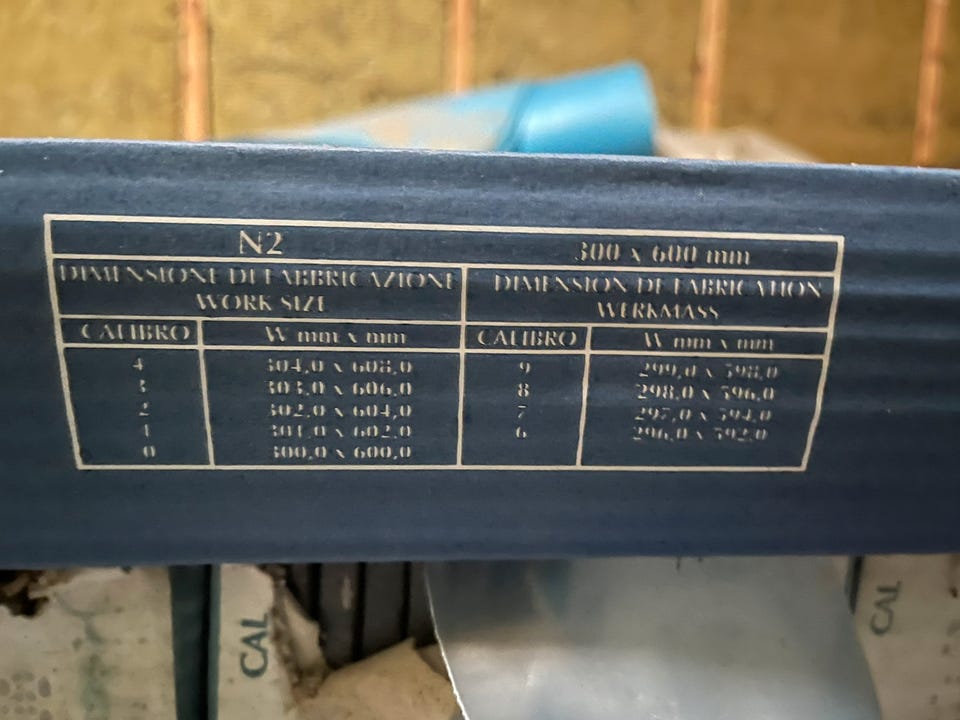 N2 300 x 600 mm
DIMENSIONE DI FABBRICAZIONE
WORK SIZE
DIMENSION DE FABRICATION
WERKMASS
CALIBRO W mm x mm CALIBRO W mm x mm
4 304,0 x 608,0 9 299,0 x 598,0
3 303,0 x 606,0 8 298,0 x 596,0
2 302,0 x 604,0 7 297,0 x 594,0
1 301,0 x 602,0 6 296,0 x 592,0
0 300,0 x 600,0
CAL
CAL